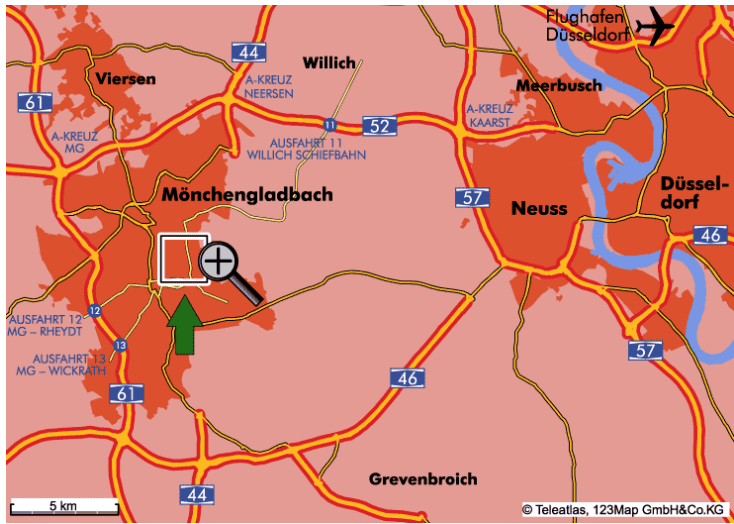 Flughafen
Düsseldorf
44
Willich
Viersen
A-KREUZ
NEERSEN
Meerbusch
61
A-KREUZ
KAARST
11
52
A-KREUZ
MG
AUSFAHRT 11
WILLICH SCHIEFBAHN
Mönchengladbach
57
Neuss
Düssel-
dorf
46
12
AUSFAHRT 12
MG – RHEYDT
13
AUSFAHRT 13
MG – WICKRATH
57
46
61
44
Grevenbroich
5 km
© Teleatlas, 123Map GmbH&Co.KG